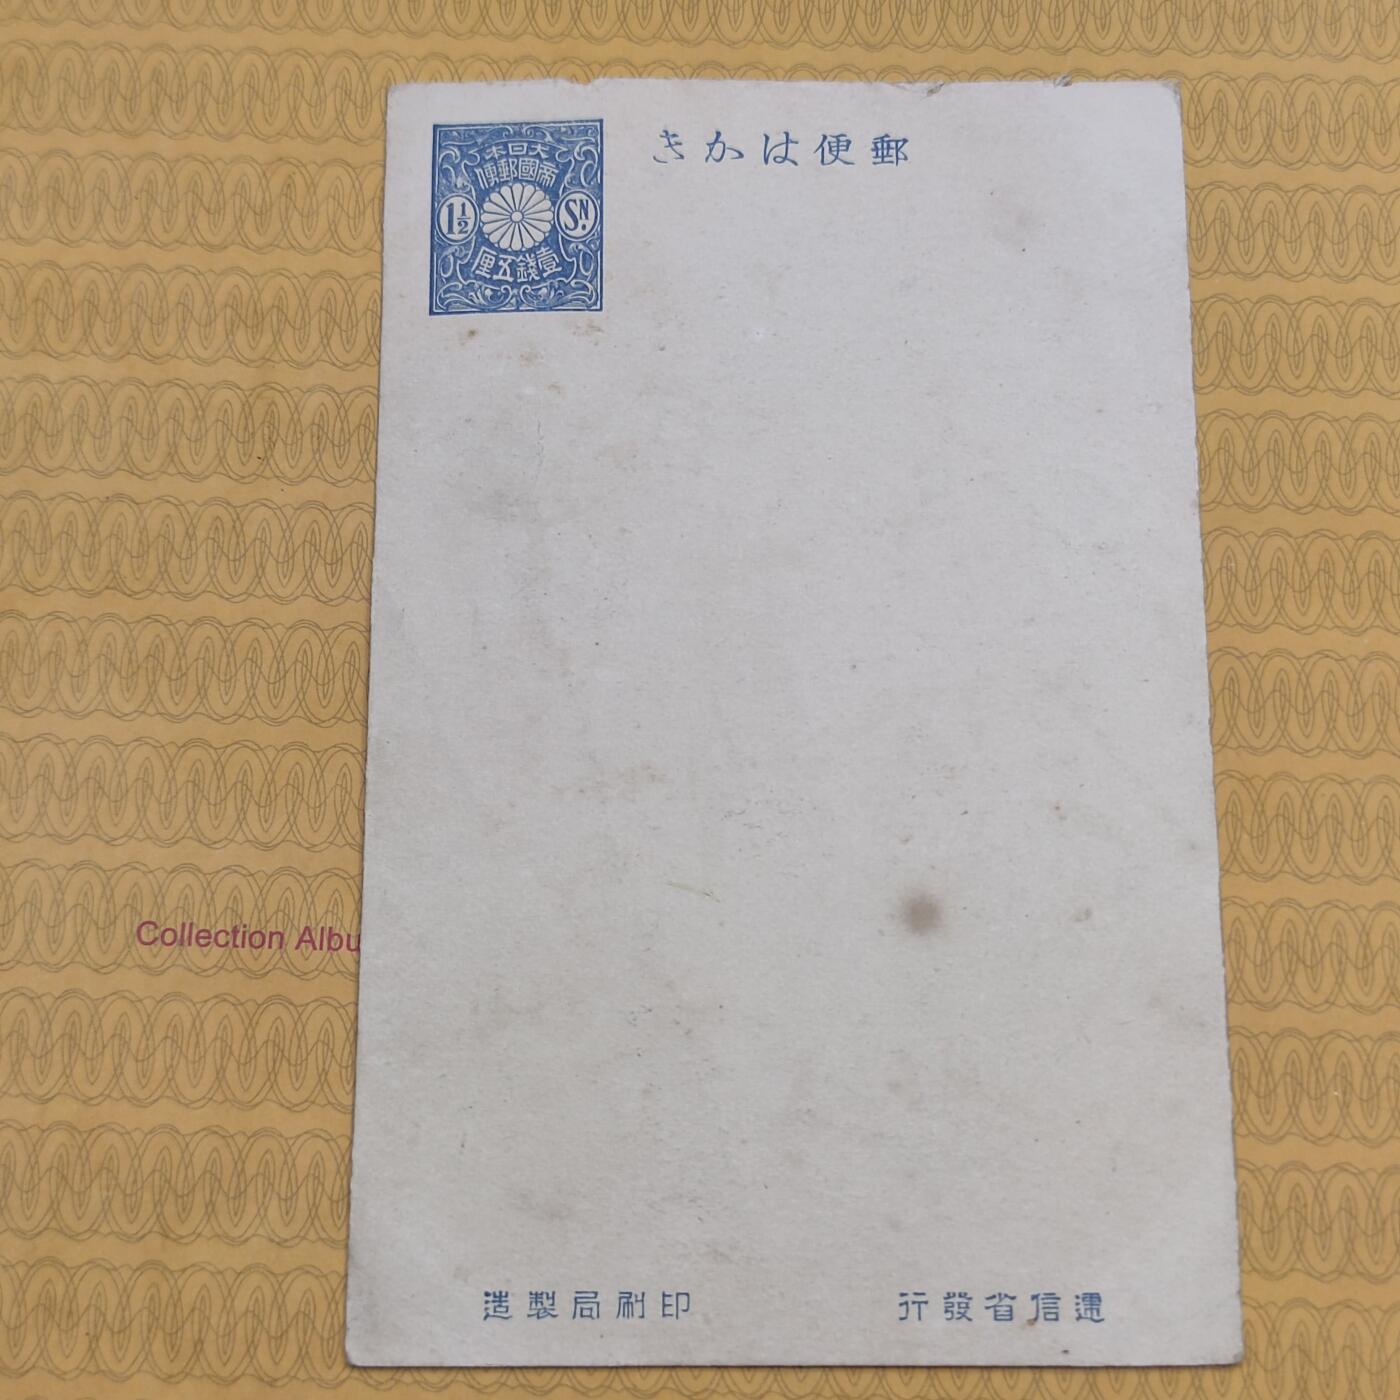 郵便はかき
大日本
帝國郵便
1½
SN.
壹錢五厘
Collection Albu
遞信省發行
印刷局製造